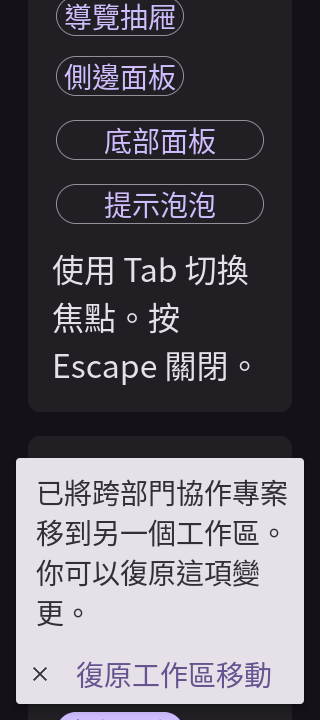 導覽抽屜
側邊面板
底部面板
提示泡泡
使用 Tab 切換
焦點。按
Escape 關閉。
已將跨部門協作專案
移到另一個工作區。
你可以復原這項變
更。
× 復原工作區移動